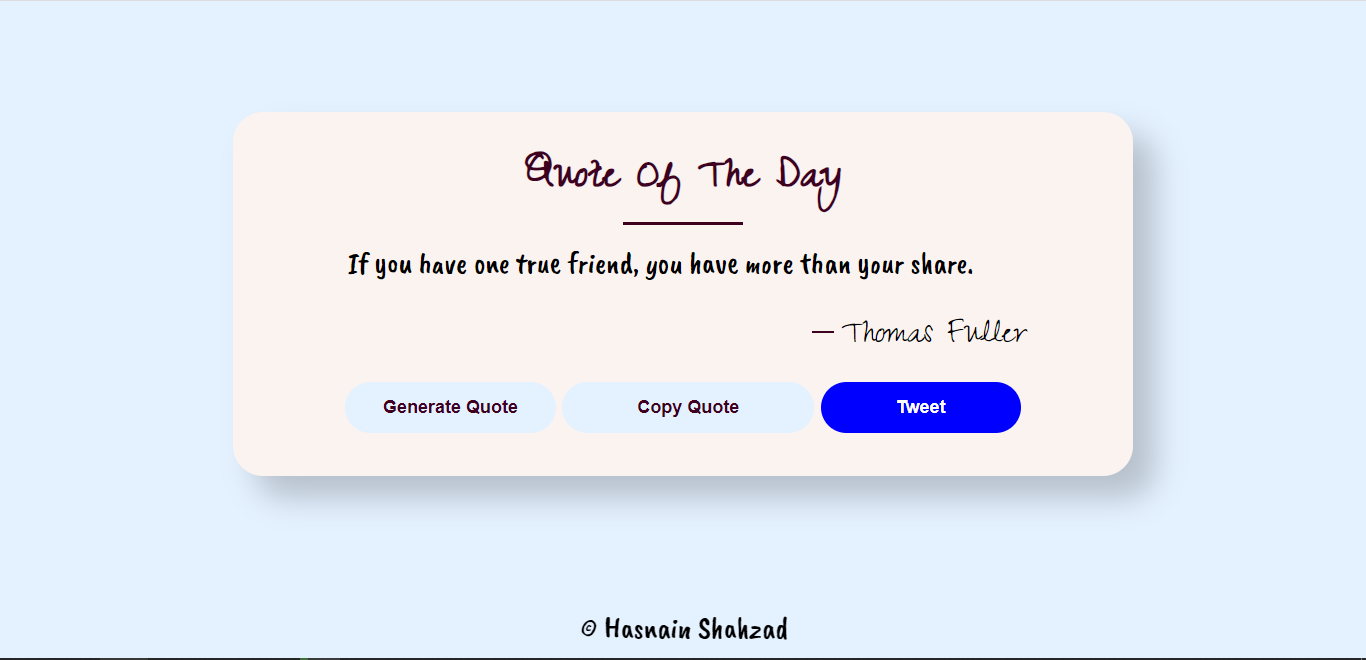 Quote Of The Day
If you have one true friend, you have more than your share.
— Thomas Fuller
Generate Quote Copy Quote Tweet
© Hasnain Shahzad